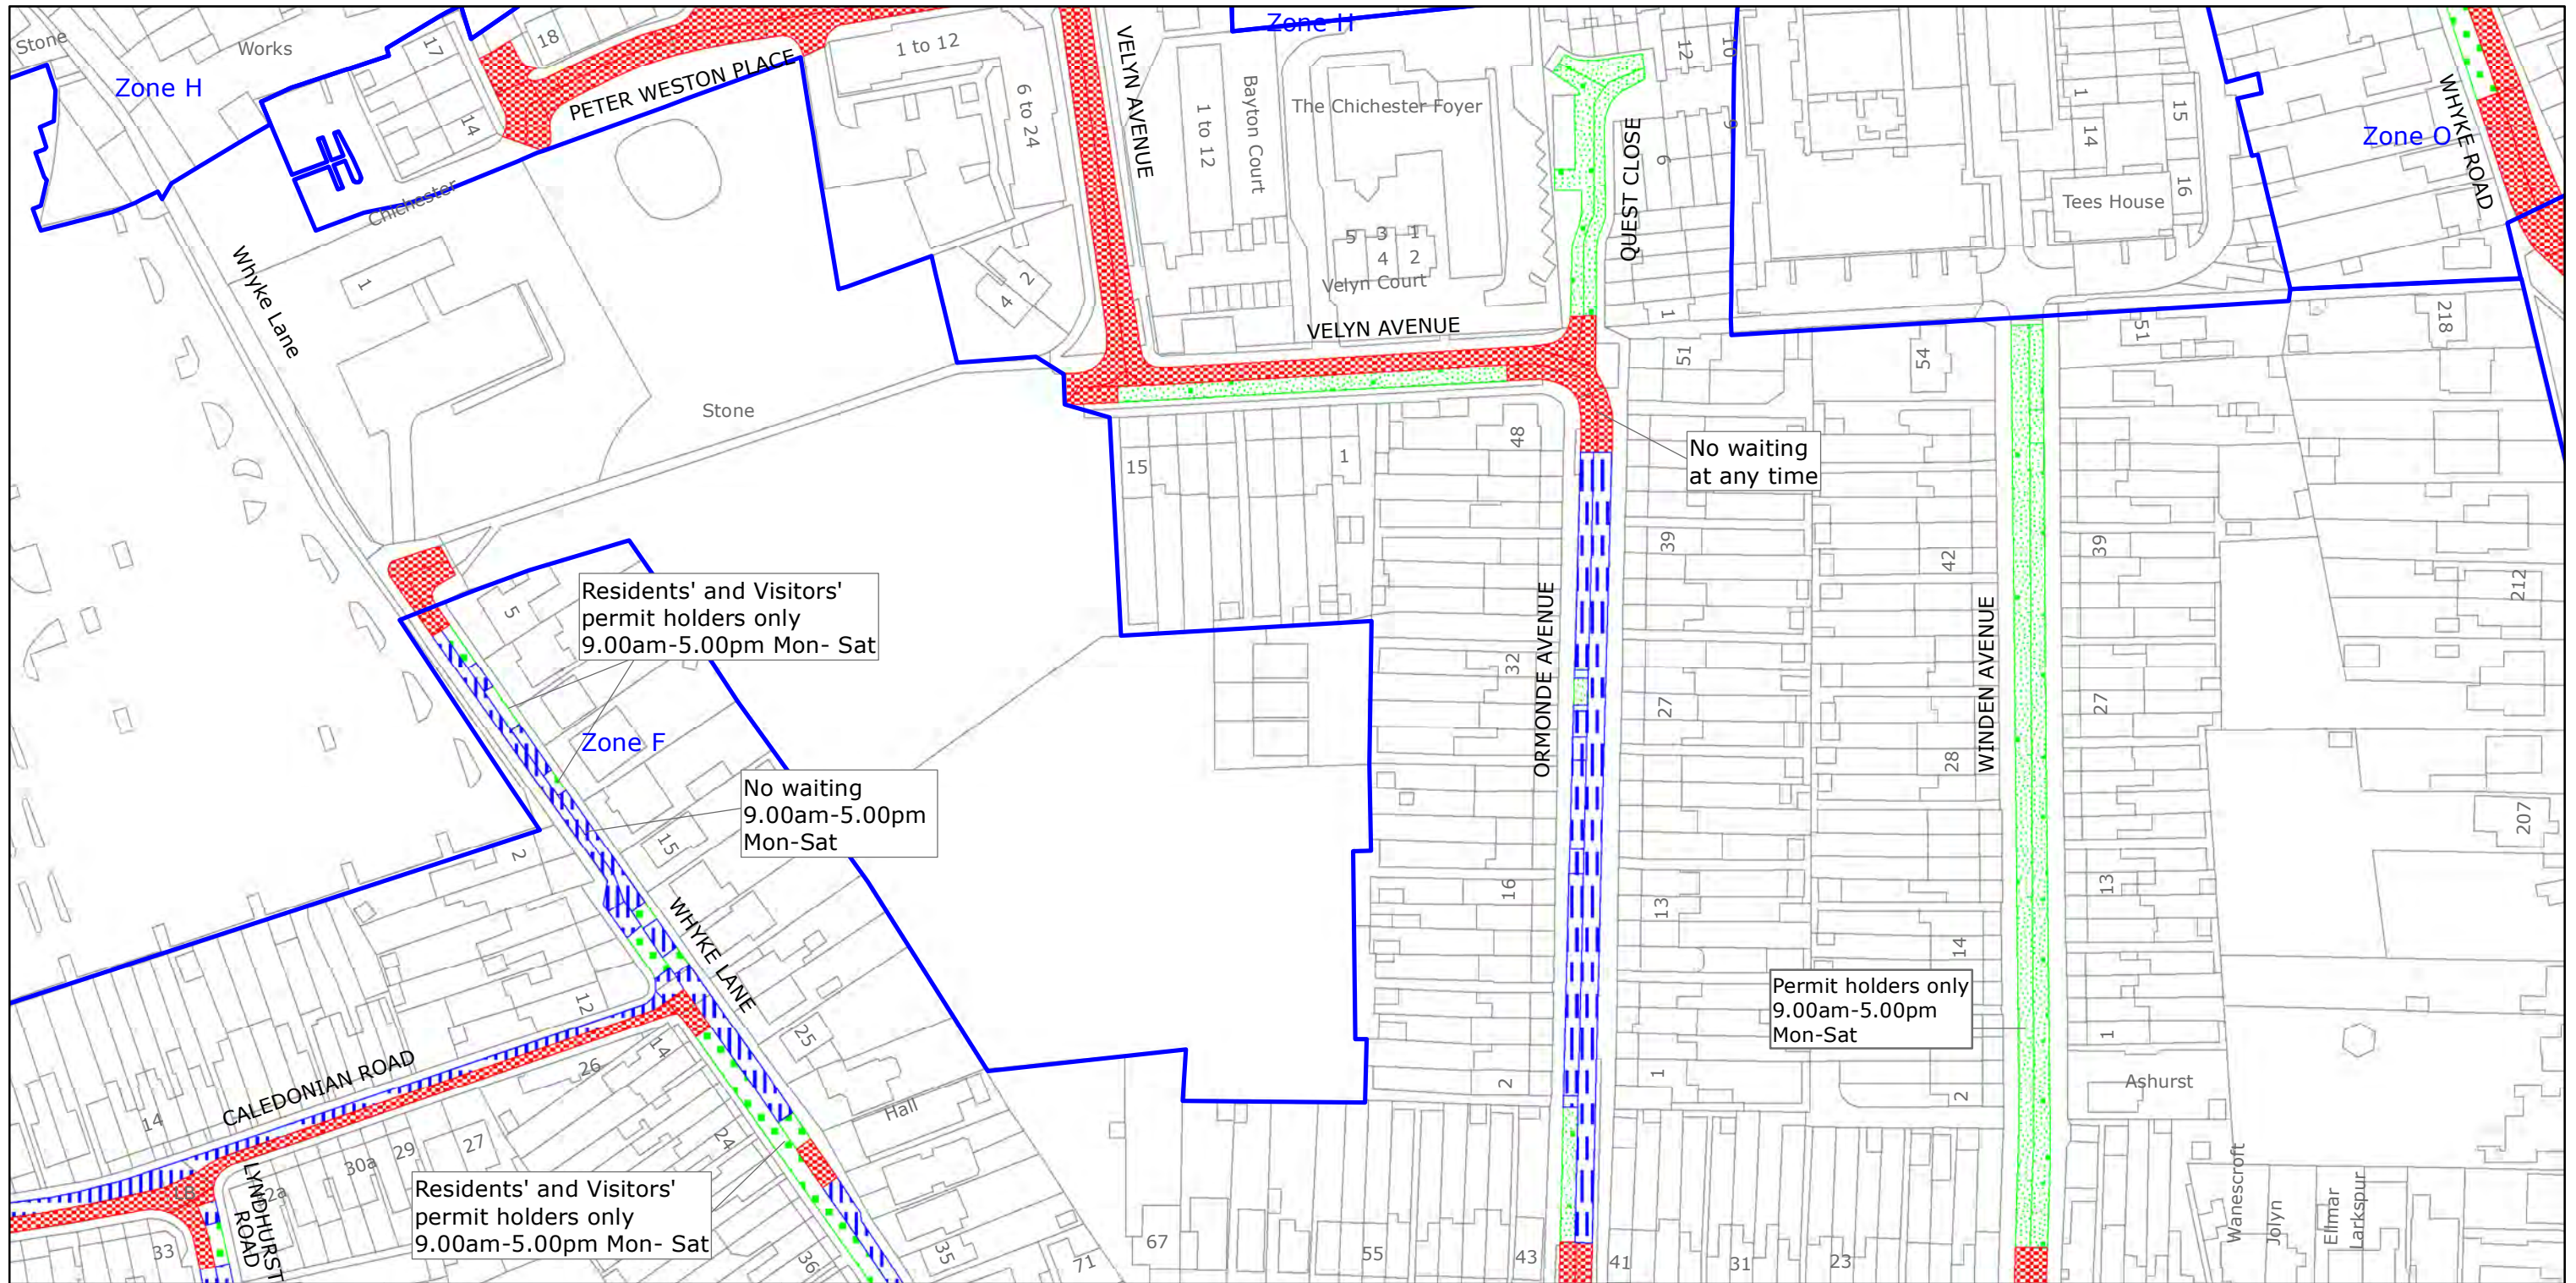 Stone
Works
17
18
Zone H
14
PETER WESTON PLACE
Chichester
Whyke Lane
1
1 to 12
6 to 24
2
4
VELYN AVENUE
Zone H
1 to 12
Bayton Court
The Chichester Foyer
5 3 1
4 2
Velyn Court
VELYN AVENUE
QUEST CLOSE
12
10
9
6
1
1
14
15
16
Tees House
Zone O
WHYKE ROAD
Stone
15
1
48
51
54
51
218
No waiting
at any time
5
Residents' and Visitors'
permit holders only
9.00am-5.00pm Mon- Sat
Zone F
No waiting
9.00am-5.00pm
Mon-Sat
15
2
WHYKE LANE
ORMONDE AVENUE
32
16
2
39
27
13
1
42
28
14
2
WINDEN AVENUE
39
27
13
1
212
207
Permit holders only
9.00am-5.00pm
Mon-Sat
Ashurst
12
25
14
26
CALEDONIAN ROAD
14
Hall
24
27
29
30a
LYNDHURST
ROAD
33
Residents' and Visitors'
permit holders only
9.00am-5.00pm Mon- Sat
36
35
71
67
55
43
41
31
23
Wanescroft
Jolyn
Ellmar
Larkspur